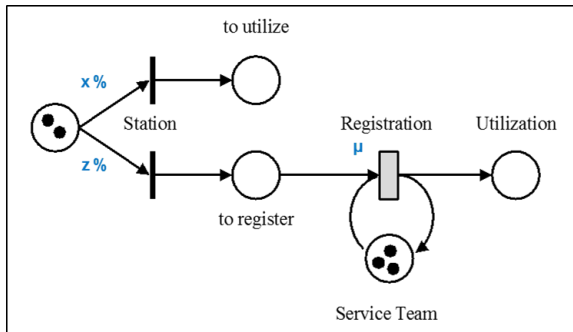 to utilize
x %
Station
Registration
Utilization
z %
μ
to register
Service Team